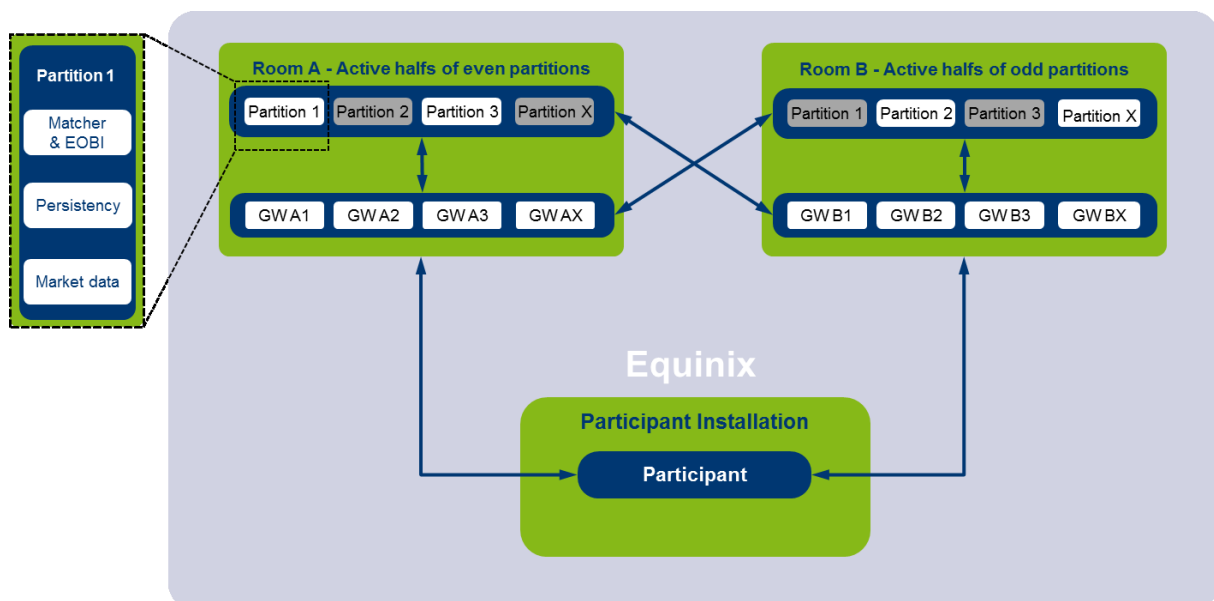 Partition 1
Matcher
& EOBI
Persistency
Market data
Room A - Active halfs of even partitions
Partition 1 Partition 2 Partition 3 Partition X
GW A1 GW A2 GW A3 GW AX
Room B - Active halfs of odd partitions
Partition 1 Partition 2 Partition 3 Partition X
GW B1 GW B2 GW B3 GW BX
Equinix
Participant Installation
Participant